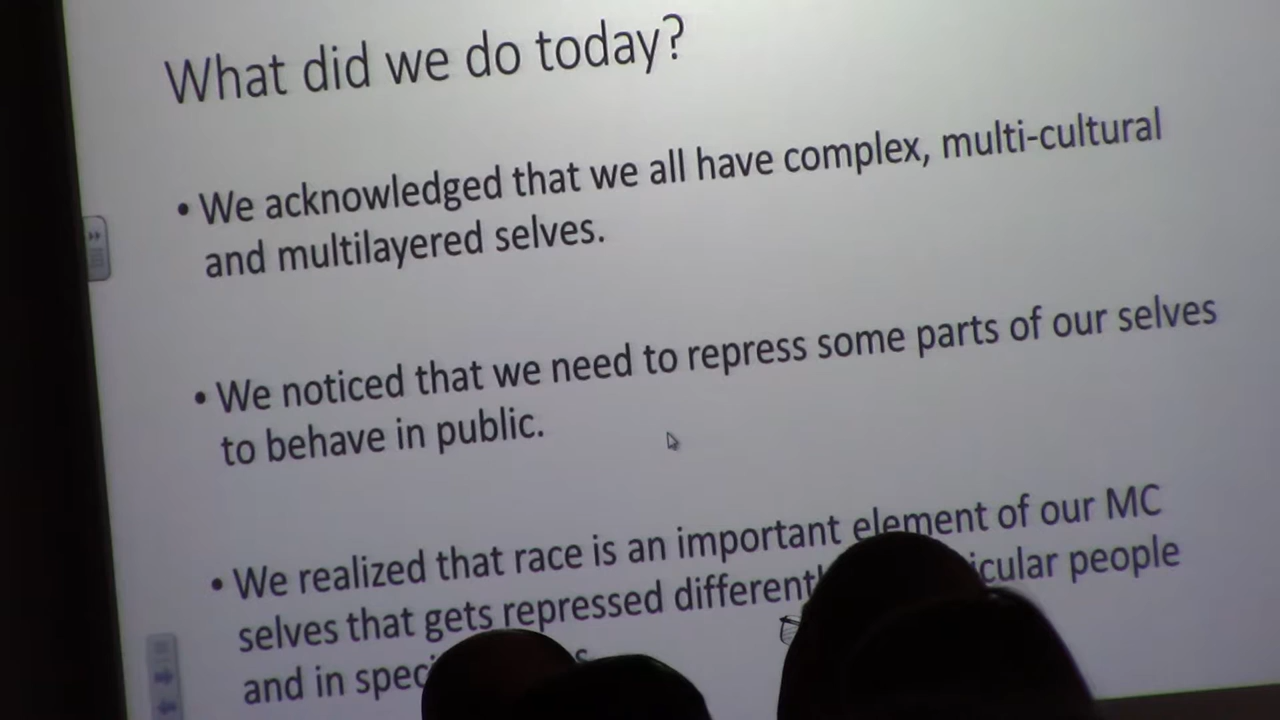 What did we do today?
• We acknowledged that we all have complex, multi-cultural
and multilayered selves.
• We noticed that we need to repress some parts of our selves
to behave in public.
• We realized that race is an important element of our MC
selves that gets repressed people
and in